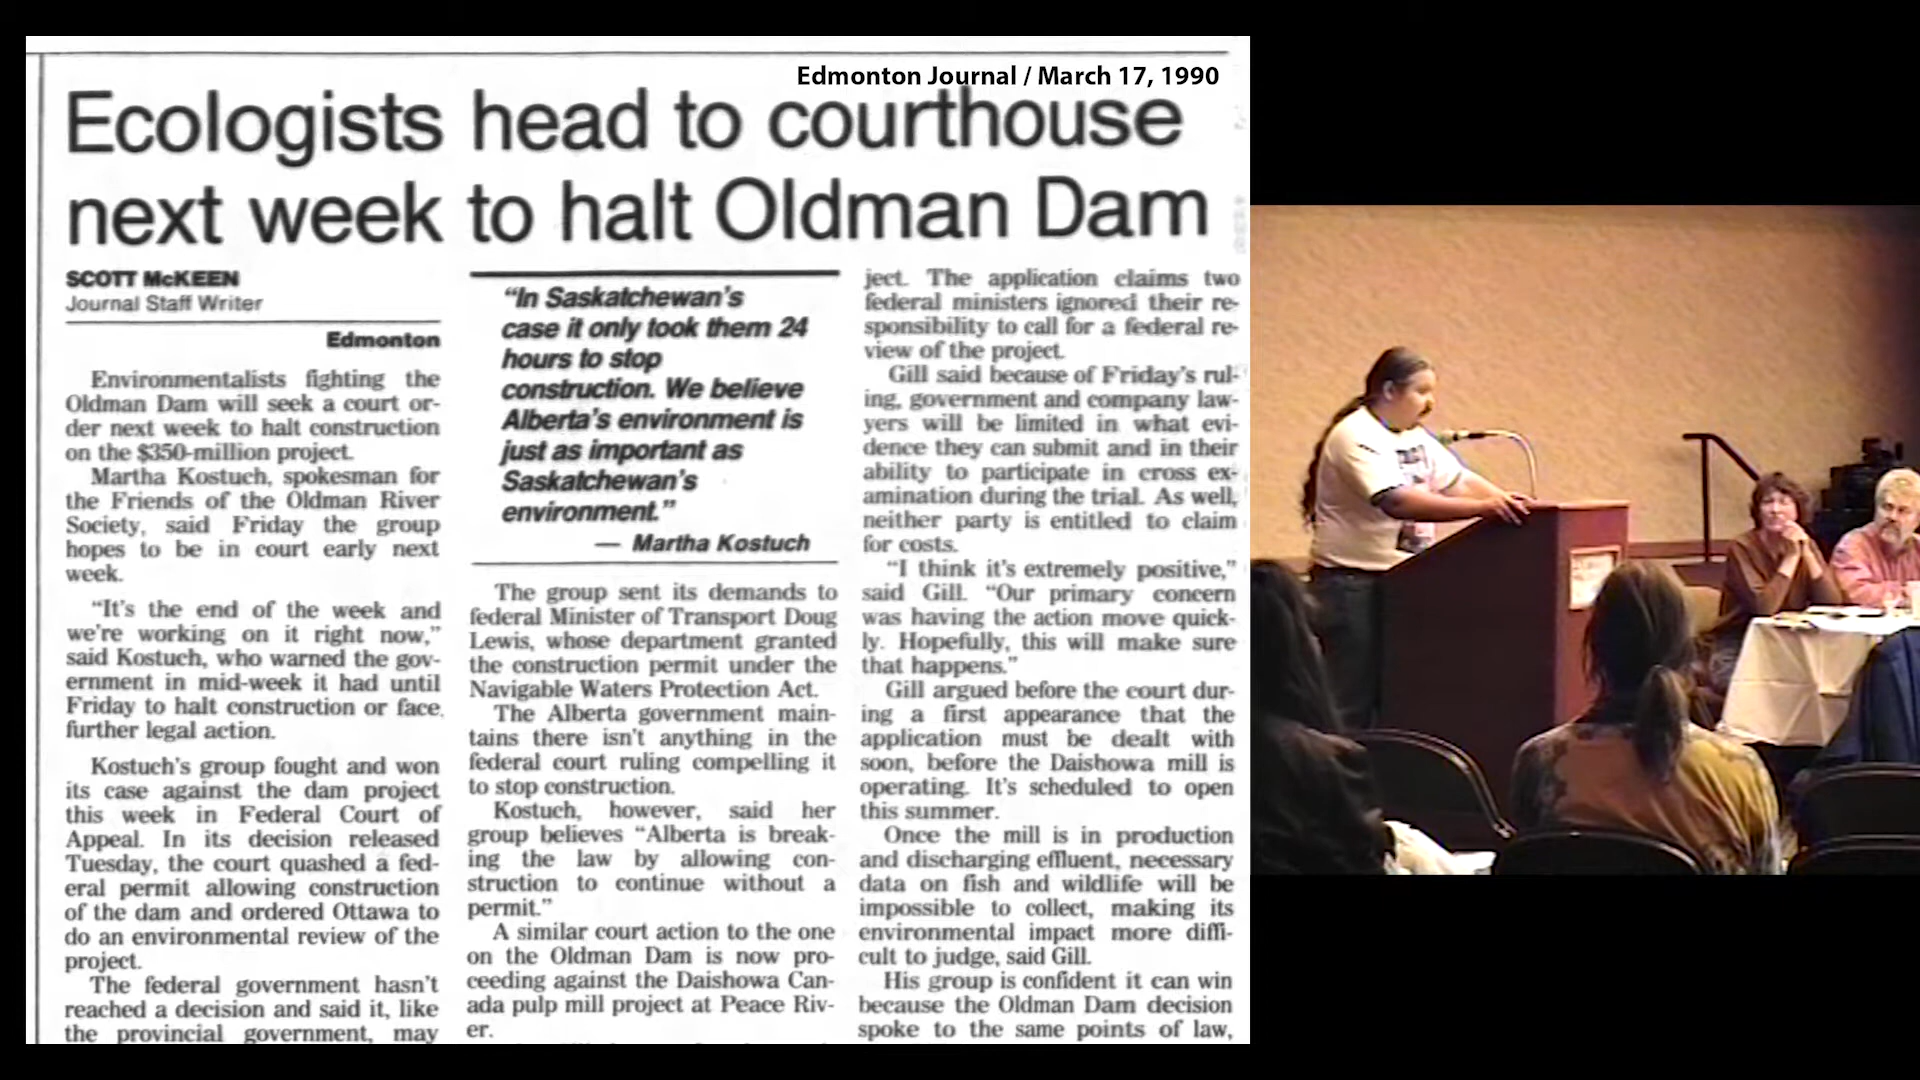 Edmonton Journal / March 17, 1990
Ecologists head to courthouse
next week to halt Oldman Dam
SCOTT McKEEN
Journal Staff Writer
Edmonton
Environmentalists fighting the
Oldman Dam will seek a court or-
der next week to halt construction
on the $350-million project.
Martha Kostuch, spokesman for
the Friends of the Oldman River
Society, said Friday the group
hopes to be in court early next
week.
“It's the end of the week and
we're working on it right now,”
said Kostuch, who warned the gov-
ernment in mid-week it had until
Friday to halt construction or face
further legal action.
Kostuch's group fought and won
its case against the dam project
this week in Federal Court of
Appeal. In its decision released
Tuesday, the court quashed a fed-
eral permit allowing construction
of the dam and ordered Ottawa to
do an environmental review of the
project.
The federal government hasn't
reached a decision and said it, like
the provincial government, may
“In Saskatchewan's
case it only took them 24
hours to stop
construction. We believe
Alberta's environment is
just as important as
Saskatchewan's
environment.”
— Martha Kostuch
The group sent its demands to
federal Minister of Transport Doug
Lewis, whose department granted
the construction permit under the
Navigable Waters Protection Act.
The Alberta government main-
tains there isn't anything in the
federal court ruling compelling it
to stop construction.
Kostuch, however, said her
group believes “Alberta is break-
ing the law by allowing con-
struction to continue without a
permit.”
A similar court action to the one
on the Oldman Dam is now pro-
ceeding against the Daishowa Can-
ada pulp mill project at Peace Riv-
er.
ject. The application claims two
federal ministers ignored their re-
sponsibility to call for a federal re-
view of the project.
Gill said because of Friday's rul-
ing, government and company law-
yers will be limited in what evi-
dence they can submit and in their
ability to participate in cross ex-
amination during the trial. As well,
neither party is entitled to claim
for costs.
“I think it's extremely positive,”
said Gill. “Our primary concern
was having the action move quick-
ly. Hopefully, this will make sure
that happens.”
Gill argued before the court dur-
ing a first appearance that the
application must be dealt with
soon, before the Daishowa mill is
operating. It's scheduled to open
this summer.
Once the mill is in production
and discharging effluent, necessary
data on fish and wildlife will be
impossible to collect, making its
environmental impact more diffi-
cult to judge, said Gill.
His group is confident it can win
because the Oldman Dam decision
spoke to the same points of law,